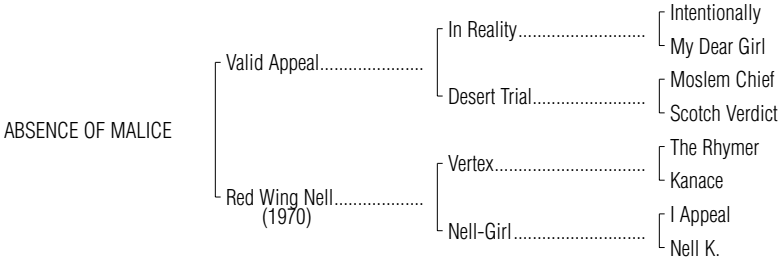 Intentionally
In Reality..........................
My Dear Girl
Valid Appeal.....................
Moslem Chief
Desert Trial.......................
Scotch Verdict
ABSENCE OF MALICE
The Rhymer
Vertex..............................
Kanace
Red Wing Nell..................
(1970)
I Appeal
Nell-Girl...........................
Nell K.